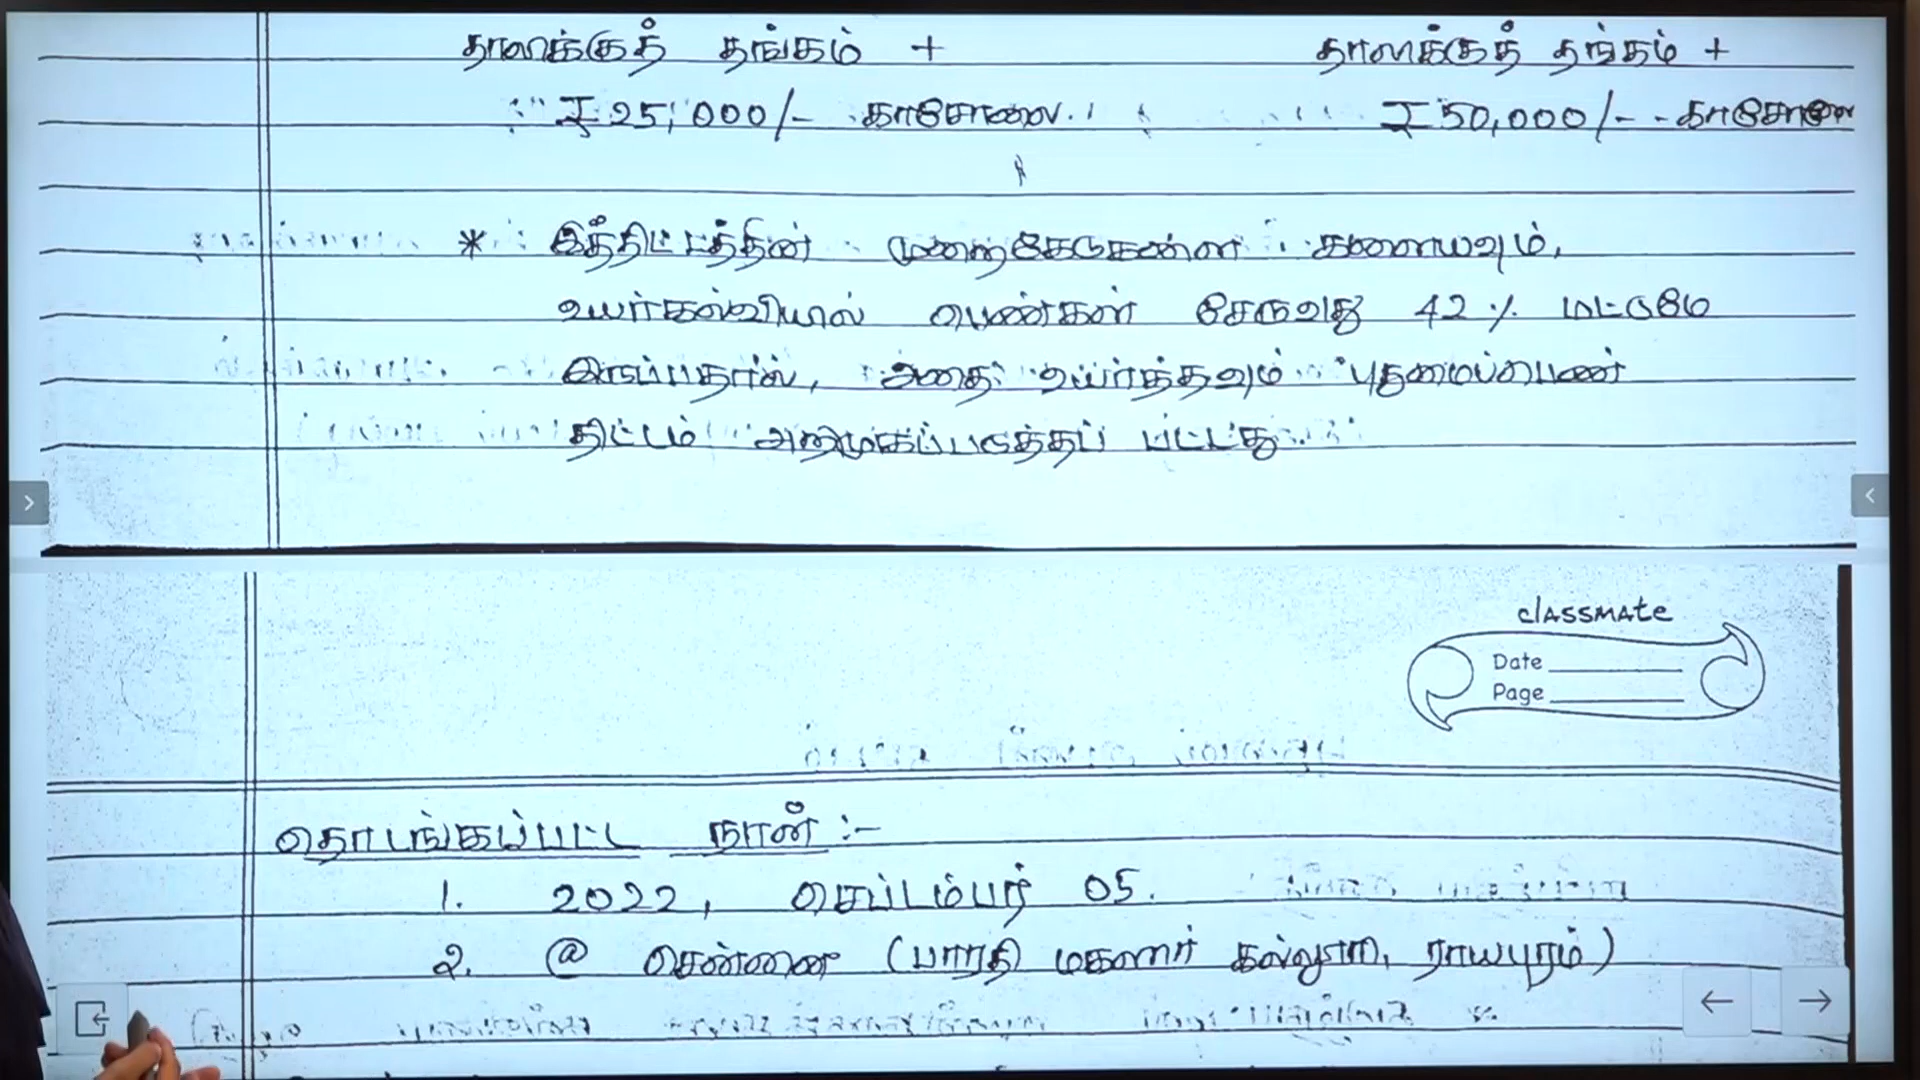 தாலிக்குத் தங்கம் + தாலிக்குத் தங்கம் +
₹ 25,000/- காசோலை. ₹ 50,000/- காசோலை
* இத்திட்டத்தின் முறைகேடுகளை களையவும்,
உயர்கல்வியில் பெண்கள் சேருவது 42 % மட்டுமே
இருப்பதால், அதை உயர்த்தவும் புதுமைப்பெண்
திட்டம் அறிமுகப்படுத்தப் பட்டது.
classmate
Date
Page
தொடங்கப்பட்ட நாள் :-
1. 2022, செப்டம்பர் 05.
2. @ சென்னை (பாரதி மகளிர் கல்லூரி, ராயபுரம்)